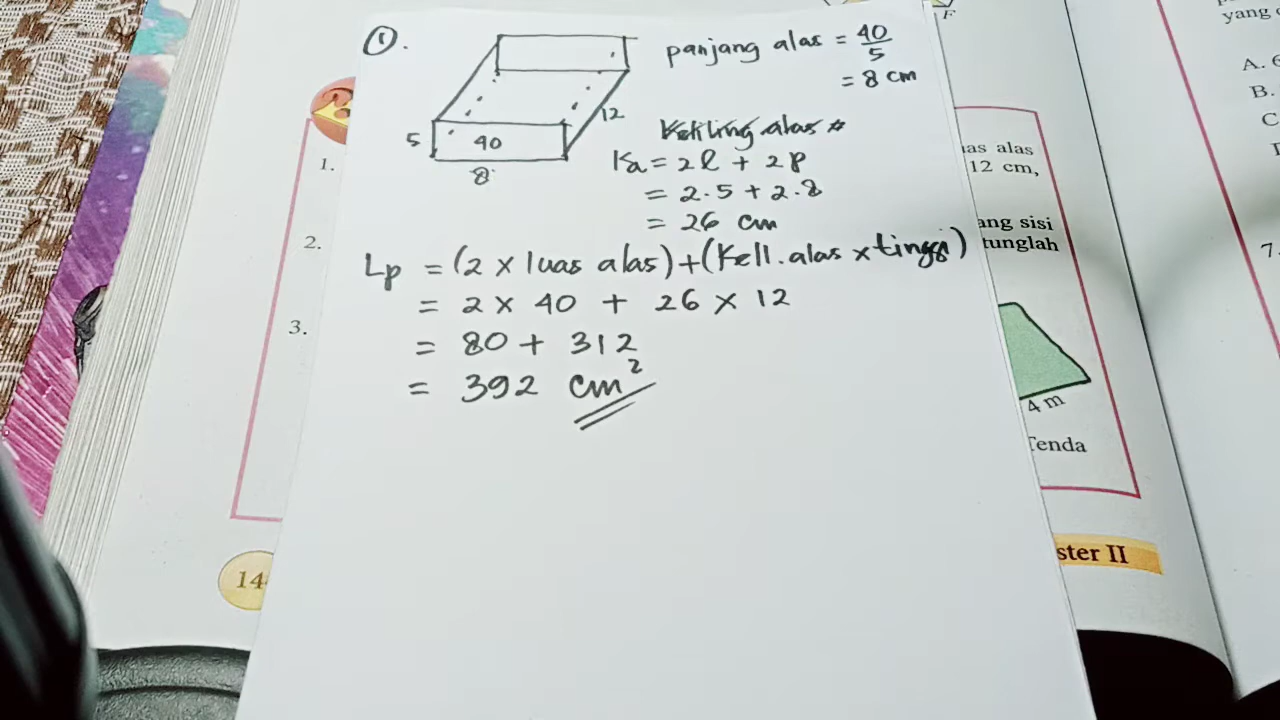 ①.
panjang alas = 40/5
= 8 cm
5
40
8
12
Keliling alas =
Ka = 2l + 2p
= 2.5 + 2.8
= 26 cm
Lp = (2 x luas alas) + (Kell. alas x tinggi)
= 2 x 40 + 26 x 12
= 80 + 312
= 392 cm²
1.
2.
3.
14
alas
12 cm,
ang sisi
tunglah
4 m
Tenda
ster II
F
yang
A.
B.
C.
7.